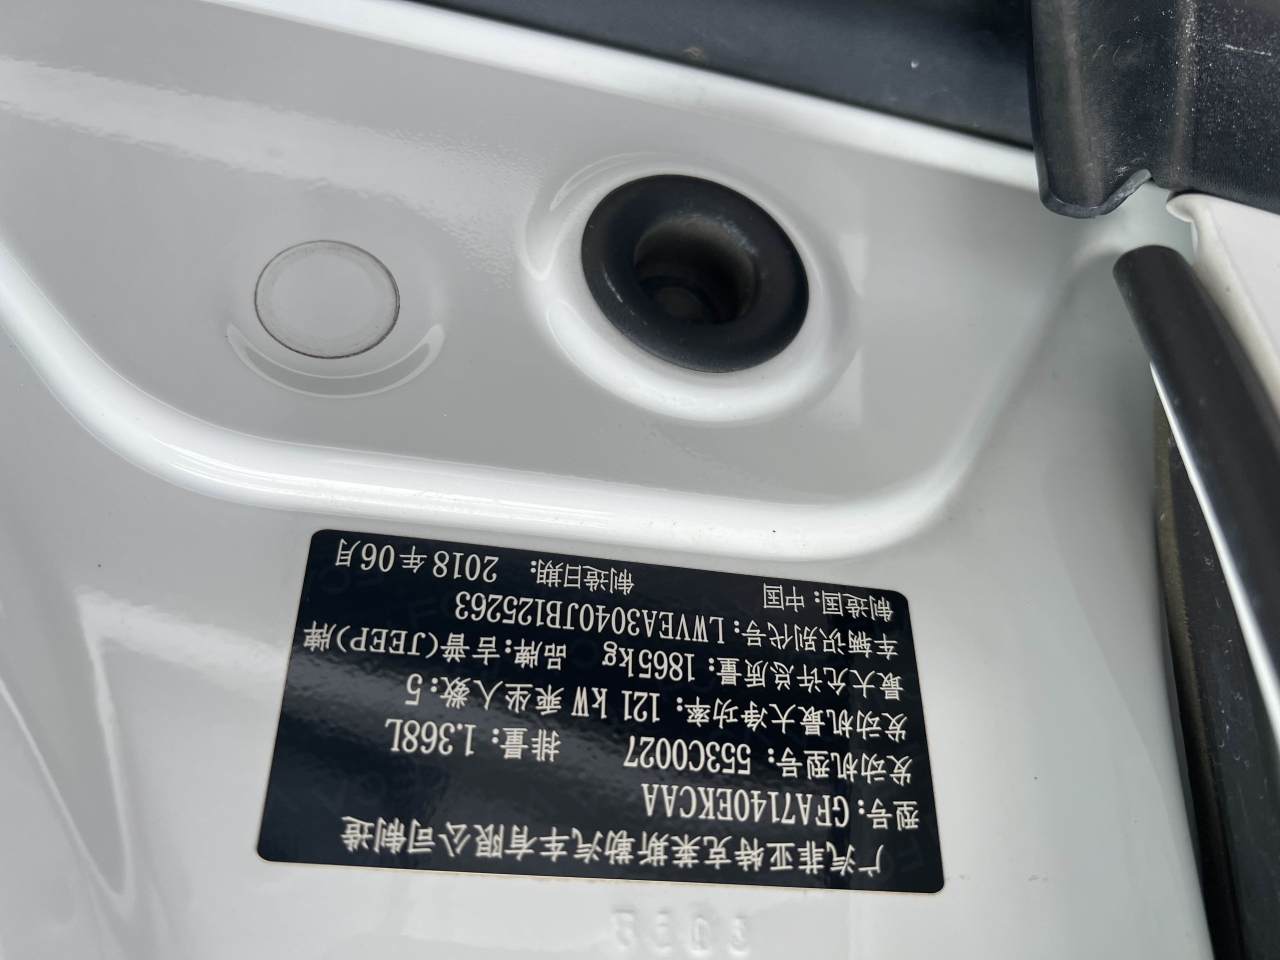 广汽菲亚特克莱斯勒汽车有限公司制造
型号：GFA7140EKCAA
发动机型号：553C0027 排量：1.368L
发动机最大净功率：121 kW 乘坐人数：5
最大允许总质量：1865kg 品牌：吉普(JEEP)牌
车辆识别代号：LWVEA3040JB125263
制造国：中国 制造日期：2018年06月